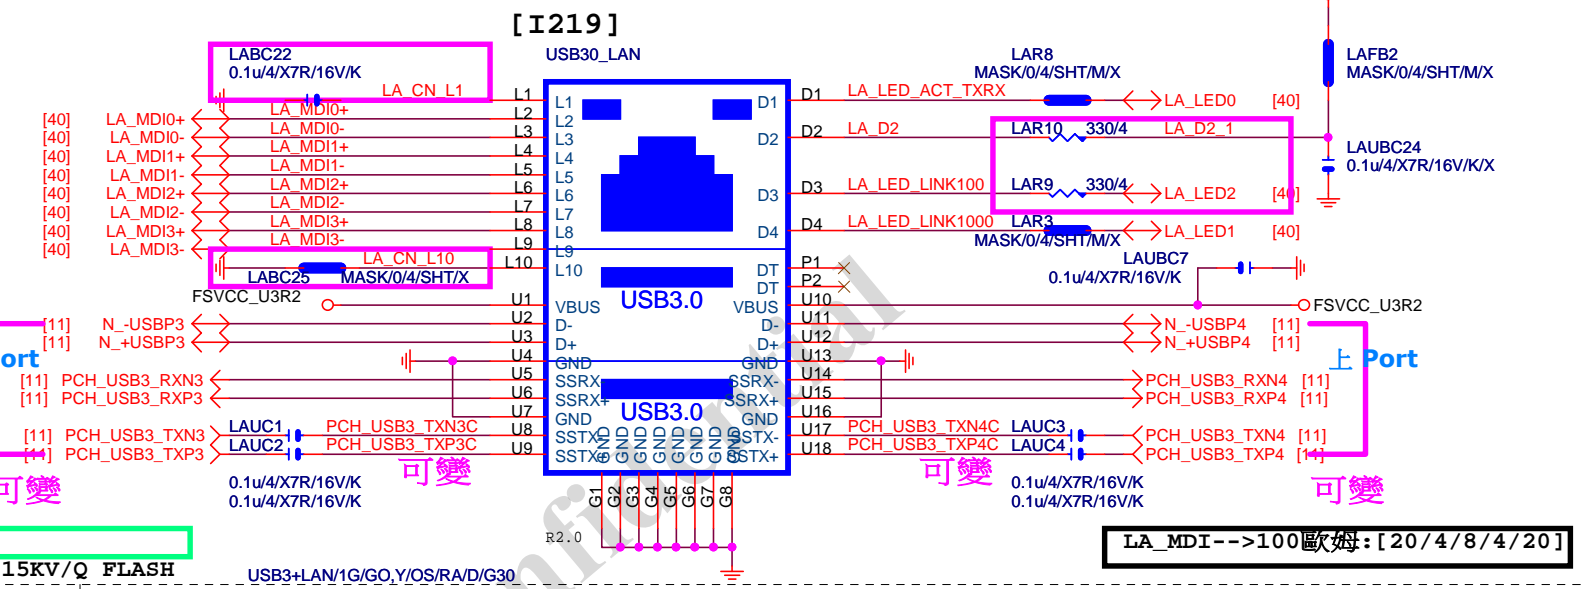 [I219]
USB30_LAN
LABC22
0.1u/4/X7R/16V/K
LA_CN_L1
LAR8
MASK/0/4/SHT/M/X
LAFB2
MASK/0/4/SHT/M/X
[40] LA_MDI0+ LA_MDI0+
[40] LA_MDI0- LA_MDI0-
[40] LA_MDI1+ LA_MDI1+
[40] LA_MDI1- LA_MDI1-
[40] LA_MDI2+ LA_MDI2+
[40] LA_MDI2- LA_MDI2-
[40] LA_MDI3+ LA_MDI3+
[40] LA_MDI3- LA_MDI3-
LA_CN_L10
LABC25 MASK/0/4/SHT/X
L1 L1
L2 L2
L3 L3
L4 L4
L5 L5
L6 L6
L7 L7
L8 L8
L9 L9
L10 L10
D1 D1 LA_LED_ACT_TXRX LA_LED0 [40]
D2 D2 LA_D2 LAR10 330/4 LA_D2_1
LAUBC24
0.1u/4/X7R/16V/K/X
D3 D3 LA_LED_LINK100 LAR9 330/4 LA_LED2 [40]
D4 D4 LA_LED_LINK1000 LAR3 LA_LED1 [40]
MASK/0/4/SHT/M/X
DT P1
DT P2
LAUBC7
0.1u/4/X7R/16V/K
USB3.0
FSVCC_U3R2 U1 VBUS
VBUS U10 FSVCC_U3R2
[11] N_-USBP3 U2 D-
D- U11 N_-USBP4 [11]
[11] N_+USBP3 U3 D+
D+ U12 N_+USBP4 [11]
ort
上 Port
U4 GND
GND U13
[11] PCH_USB3_RXN3 U5 SSRX-
SSRX- U14 PCH_USB3_RXN4 [11]
[11] PCH_USB3_RXP3 U6 SSRX+
SSRX+ U15 PCH_USB3_RXP4 [11]
USB3.0
U7 GND
GND U16
[11] PCH_USB3_TXN3 LAUC1 PCH_USB3_TXN3C U8 SSTX-
SSTX- U17 PCH_USB3_TXN4C LAUC3 PCH_USB3_TXN4 [11]
[11] PCH_USB3_TXP3 LAUC2 PCH_USB3_TXP3C U9 SSTX+
SSTX+ U18 PCH_USB3_TXP4C LAUC4 PCH_USB3_TXP4 [11]
GND GND GND GND GND GND GND GND
G1 G2 G3 G4 G5 G6 G7 G8
可變
可變
可變
可變
0.1u/4/X7R/16V/K
0.1u/4/X7R/16V/K
0.1u/4/X7R/16V/K
0.1u/4/X7R/16V/K
R2.0
LA_MDI-->100歐姆:[20/4/8/4/20]
15KV/Q FLASH
USB3+LAN/1G/GO,Y/OS/RA/D/G30
nfidential